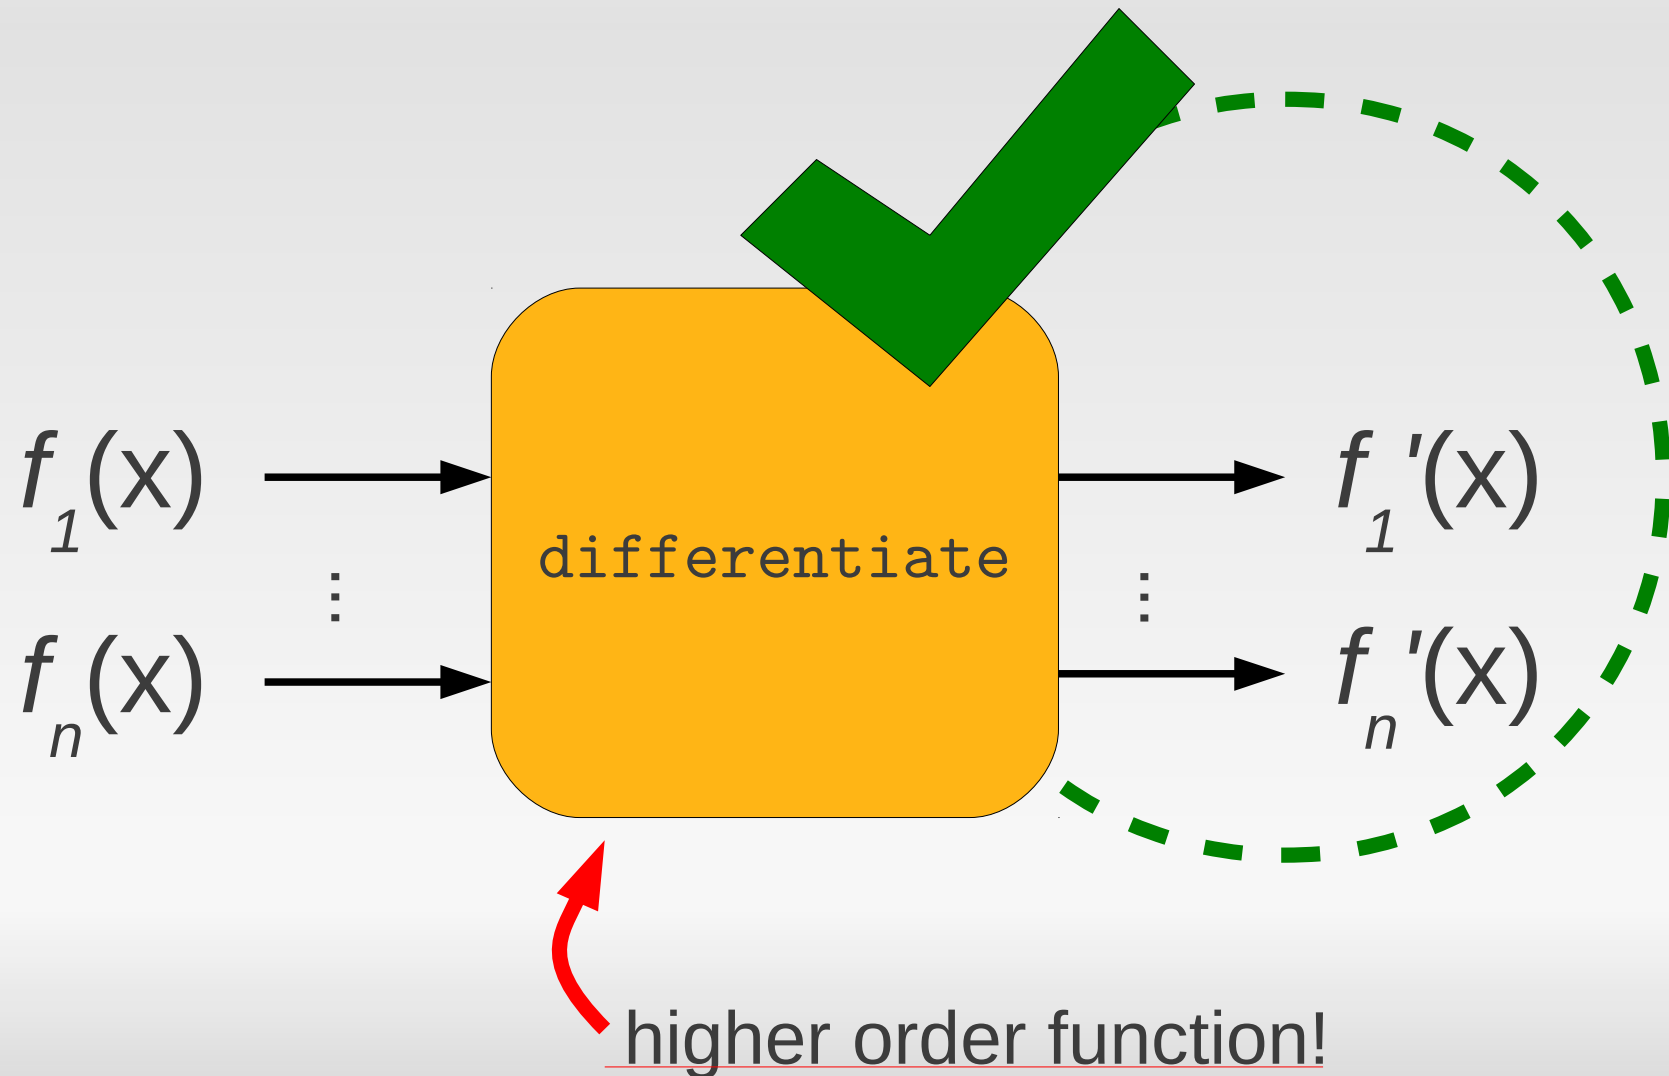 f₁(x)
f₁'(x)
differentiate
⋮
⋮
fₙ(x)
fₙ'(x)
higher order function!